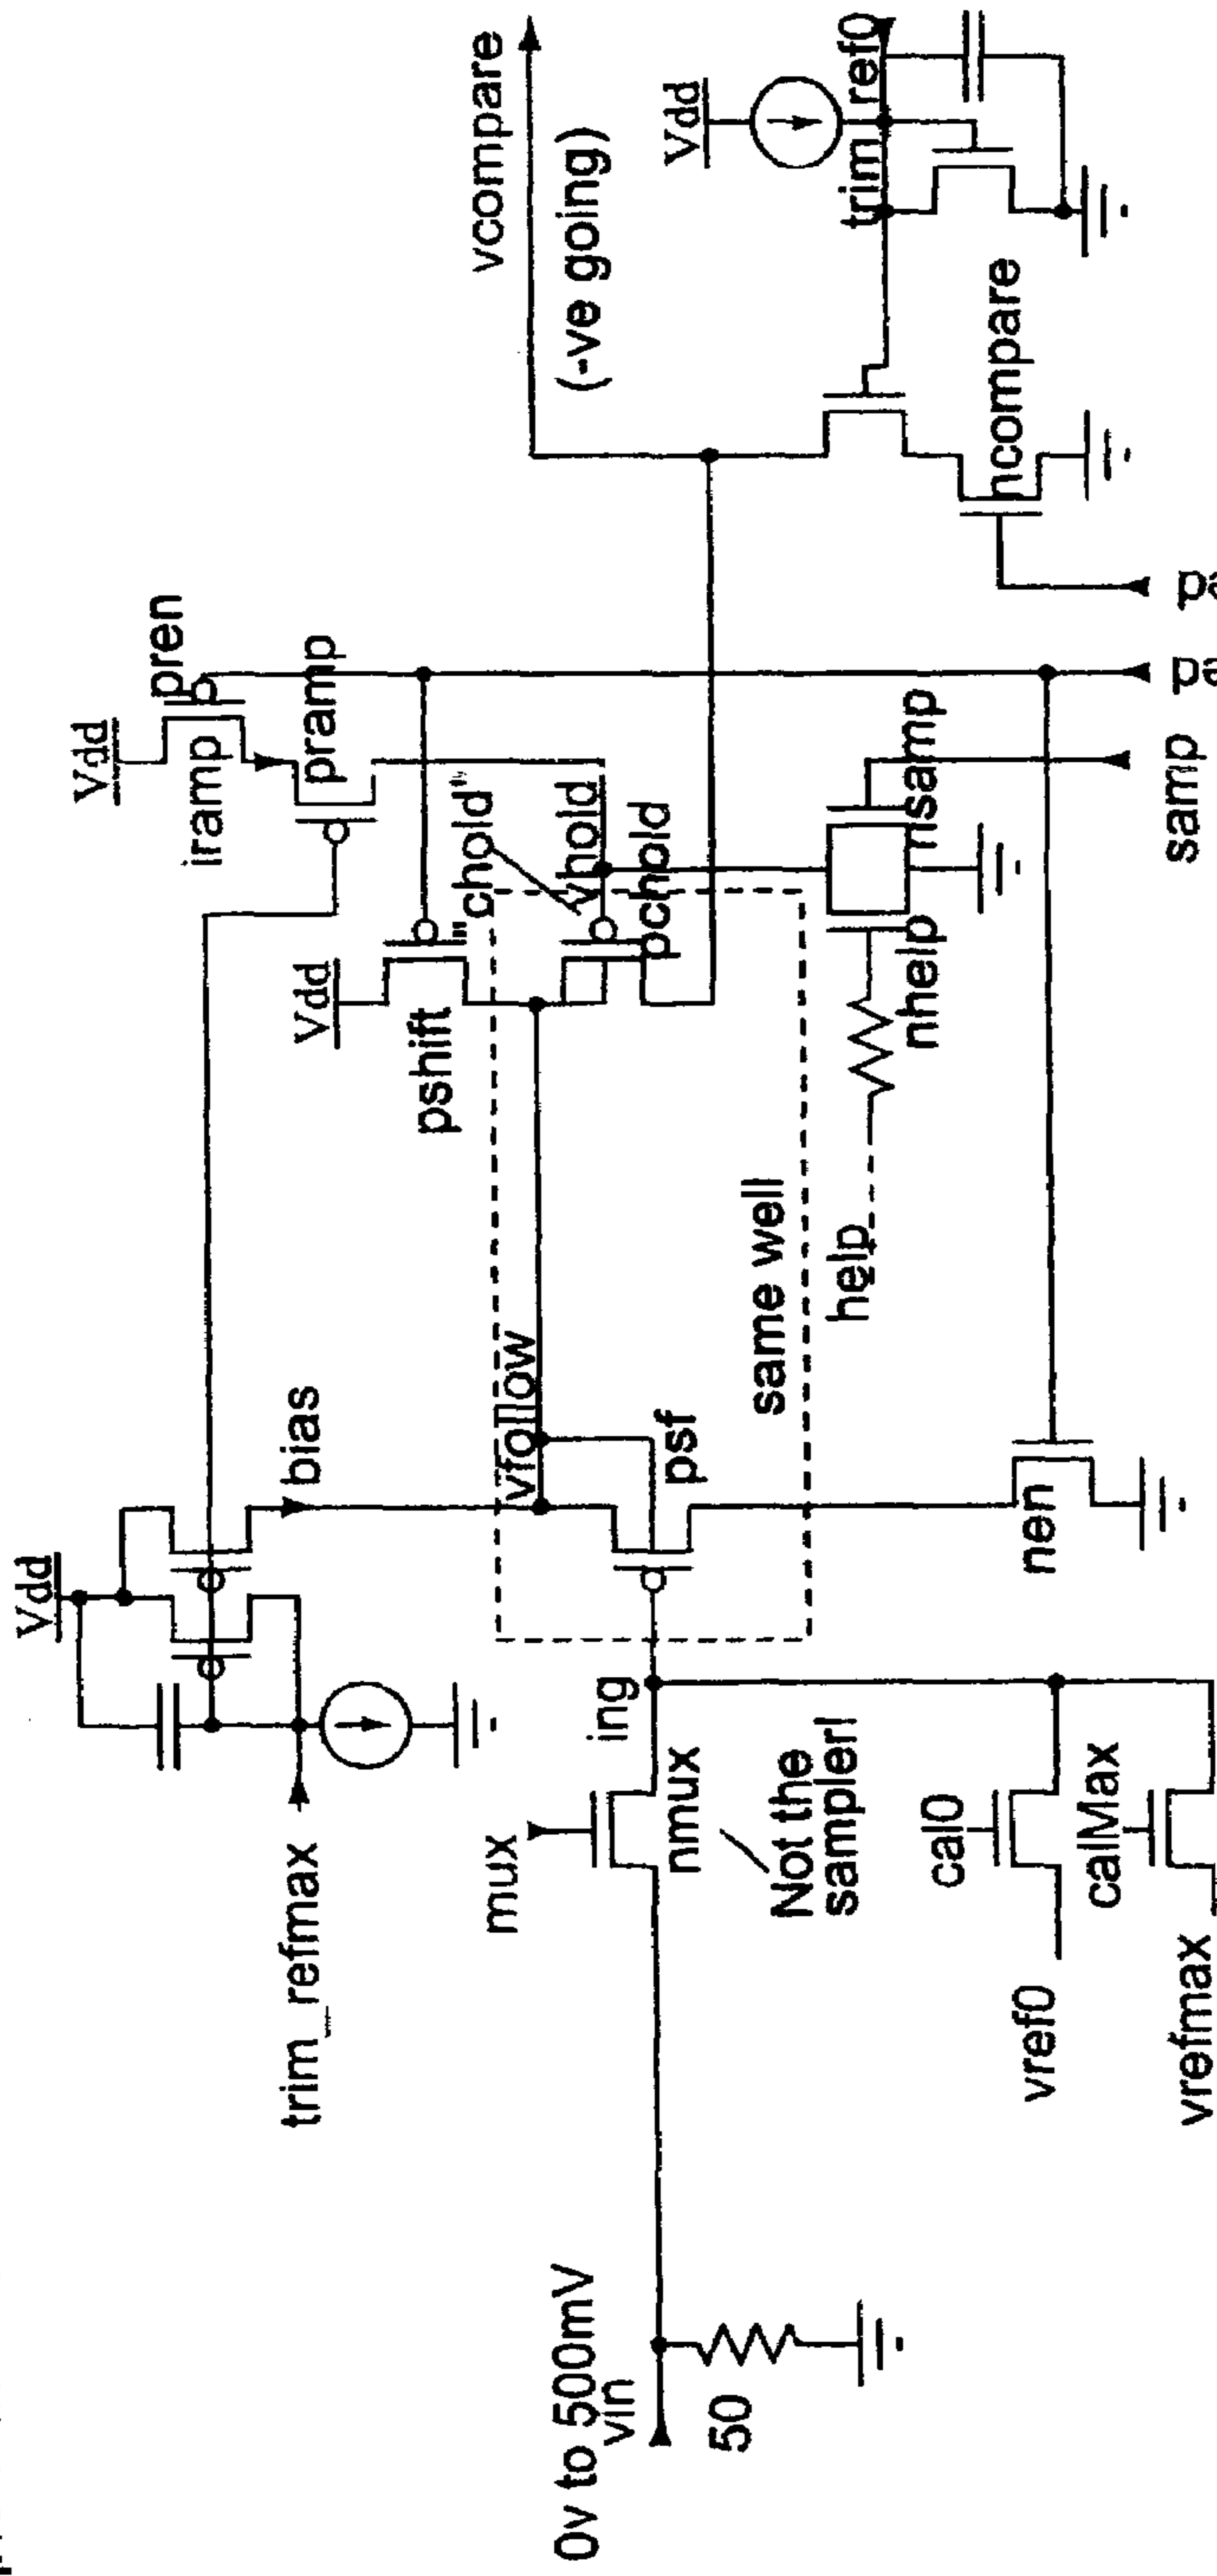 0v to 500mV
vin
50
mux
nmux
Not the
sampler!
ing
trim_refmax
Vdd
bias
vfollow
psf
same well
cal0
vref0
calMax
vrefmax
nen
Vdd
pshift
"chold"
vhold
pchold
help
nhelp
nsamp
samp
Vdd
pren
iramp
pramp
vcompare
(-ve going)
Vdd
trim_ref0
ncompare